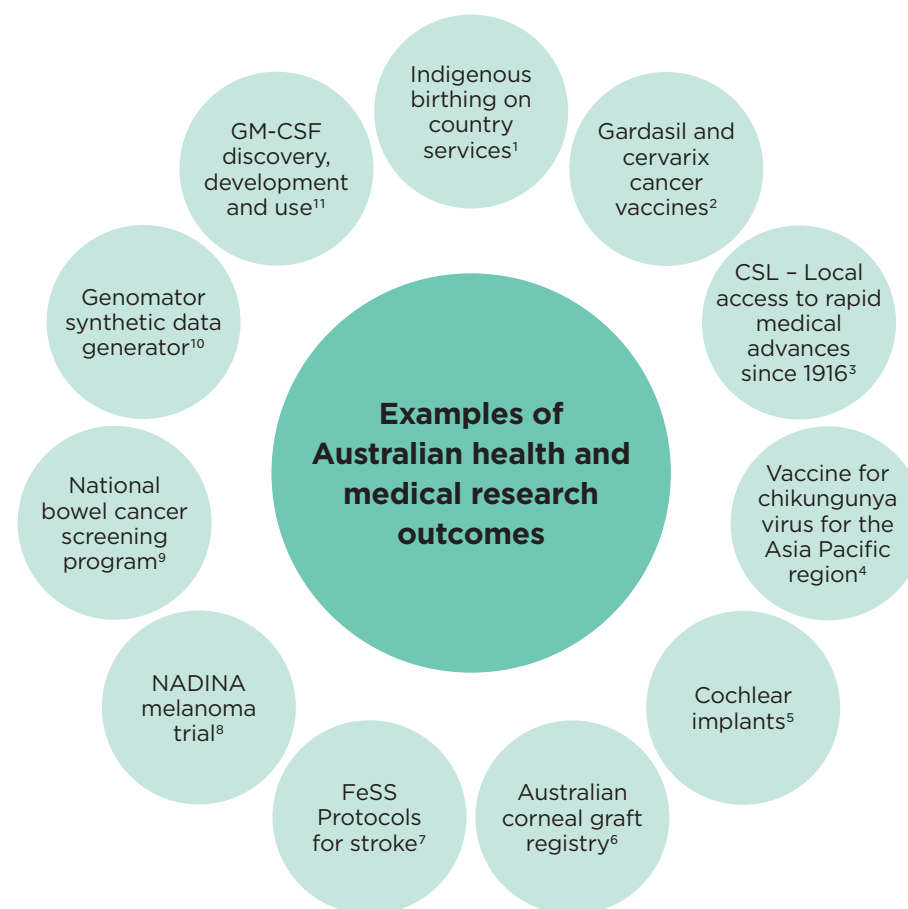 Examples of
Australian health and
medical research
outcomes
Indigenous
birthing on
country
services¹
Gardasil and
cervarix
cancer
vaccines²
CSL – Local
access to rapid
medical
advances
since 1916³
Vaccine for
chikungunya
virus for the
Asia Pacific
region⁴
Cochlear
implants⁵
Australian
corneal graft
registry⁶
FeSS
Protocols
for stroke⁷
NADINA
melanoma
trial⁸
National
bowel cancer
screening
program⁹
Genomator
synthetic data
generator¹⁰
GM-CSF
discovery,
development
and use¹¹